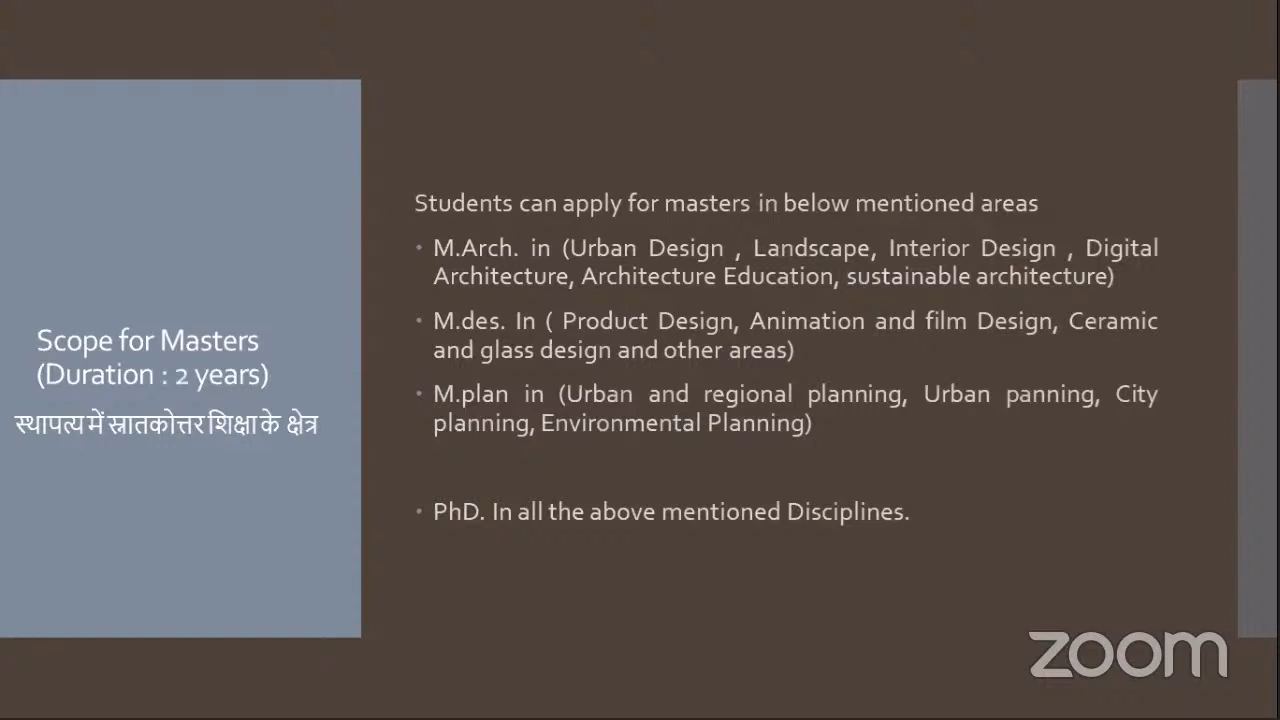 Scope for Masters
(Duration : 2 years)
स्थापत्य में स्नातकोत्तर शिक्षा के क्षेत्र
Students can apply for masters in below mentioned areas
• M.Arch. in (Urban Design , Landscape, Interior Design , Digital
Architecture, Architecture Education, sustainable architecture)
• M.des. In ( Product Design, Animation and film Design, Ceramic
and glass design and other areas)
• M.plan in (Urban and regional planning, Urban panning, City
planning, Environmental Planning)
• PhD. In all the above mentioned Disciplines.
zoom